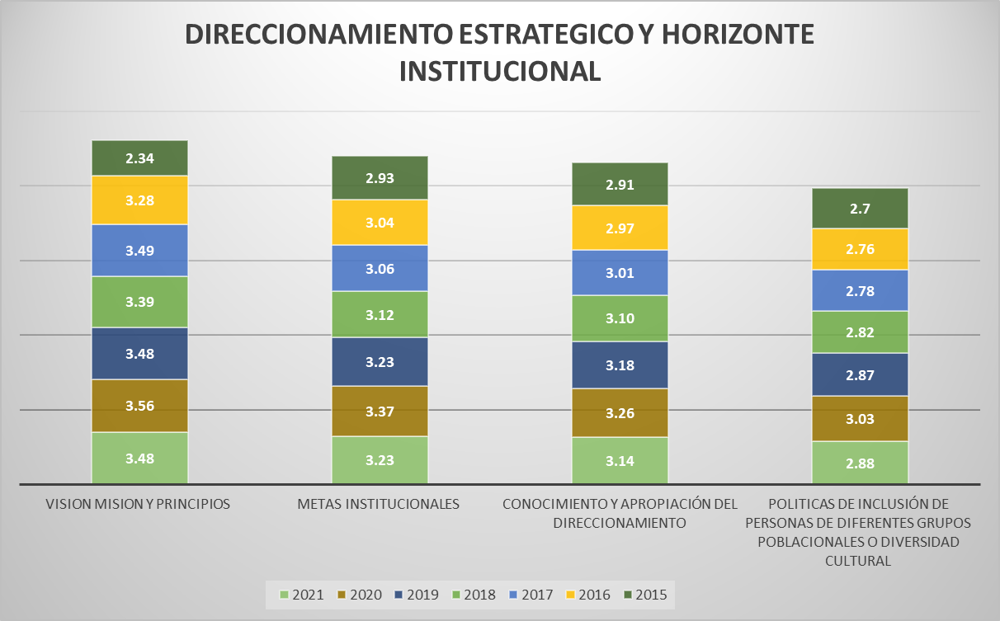 DIRECCIONAMIENTO ESTRATEGICO Y HORIZONTE
INSTITUCIONAL
2.34
3.28
3.49
3.39
3.48
3.56
3.48
2.93
3.04
3.06
3.12
3.23
3.37
3.23
2.91
2.97
3.01
3.10
3.18
3.26
3.14
2.7
2.76
2.78
2.82
2.87
3.03
2.88
VISION MISION Y PRINCIPIOS
METAS INSTITUCIONALES
CONOCIMIENTO Y APROPIACIÓN DEL
DIRECCIONAMIENTO
POLITICAS DE INCLUSIÓN DE
PERSONAS DE DIFERENTES GRUPOS
POBLACIONALES O DIVERSIDAD
CULTURAL
2021 2020 2019 2018 2017 2016 2015